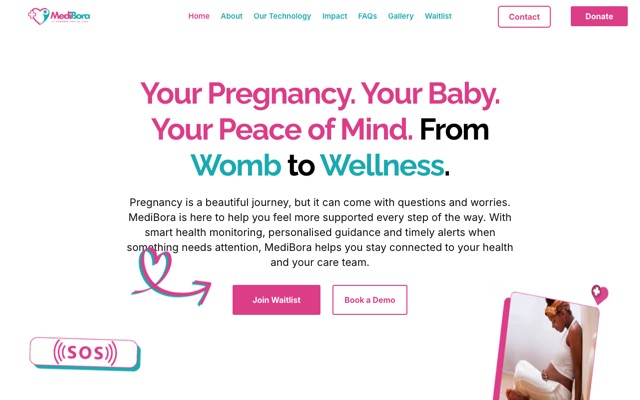 MediBora
Home About Our Technology Impact FAQs Gallery Waitlist
Contact
Donate
Your Pregnancy. Your Baby.
Your Peace of Mind. From
Womb to Wellness.
Pregnancy is a beautiful journey, but it can come with questions and worries.
MediBora is here to help you feel more supported every step of the way. With
smart health monitoring, personalised guidance and timely alerts when
something needs attention, MediBora helps you stay connected to your health
and your care team.
Join Waitlist
Book a Demo
SOS